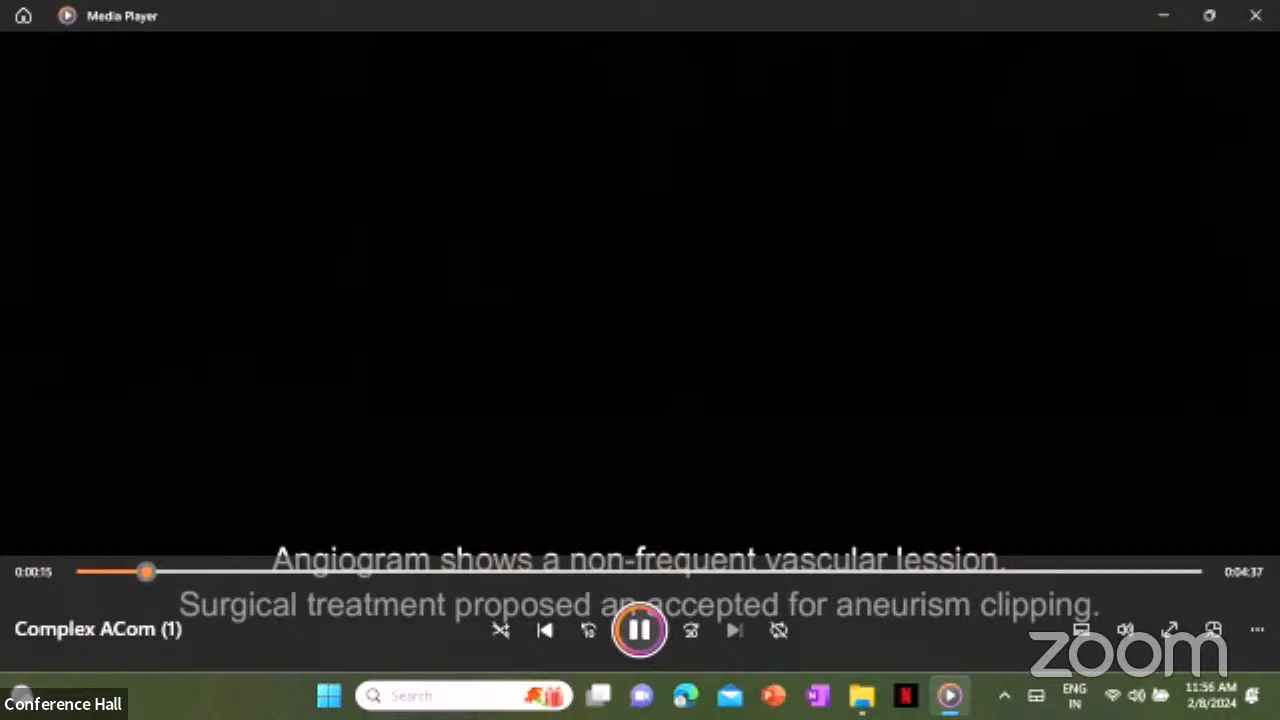 Media Player
Angiogram shows a non-frequent vascular lession.
0:00:15
0:04:37
Surgical treatment proposed an accepted for aneurism clipping.
Complex ACom (1)
zoom
Search
ENG
IN
11:56 AM
2/8/2024
Conference Hall